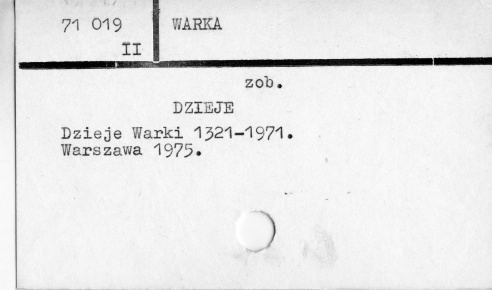 71 019 WARKA
II
zob.
DZIEJE
Dzieje Warki 1321-1971.
Warszawa 1975.